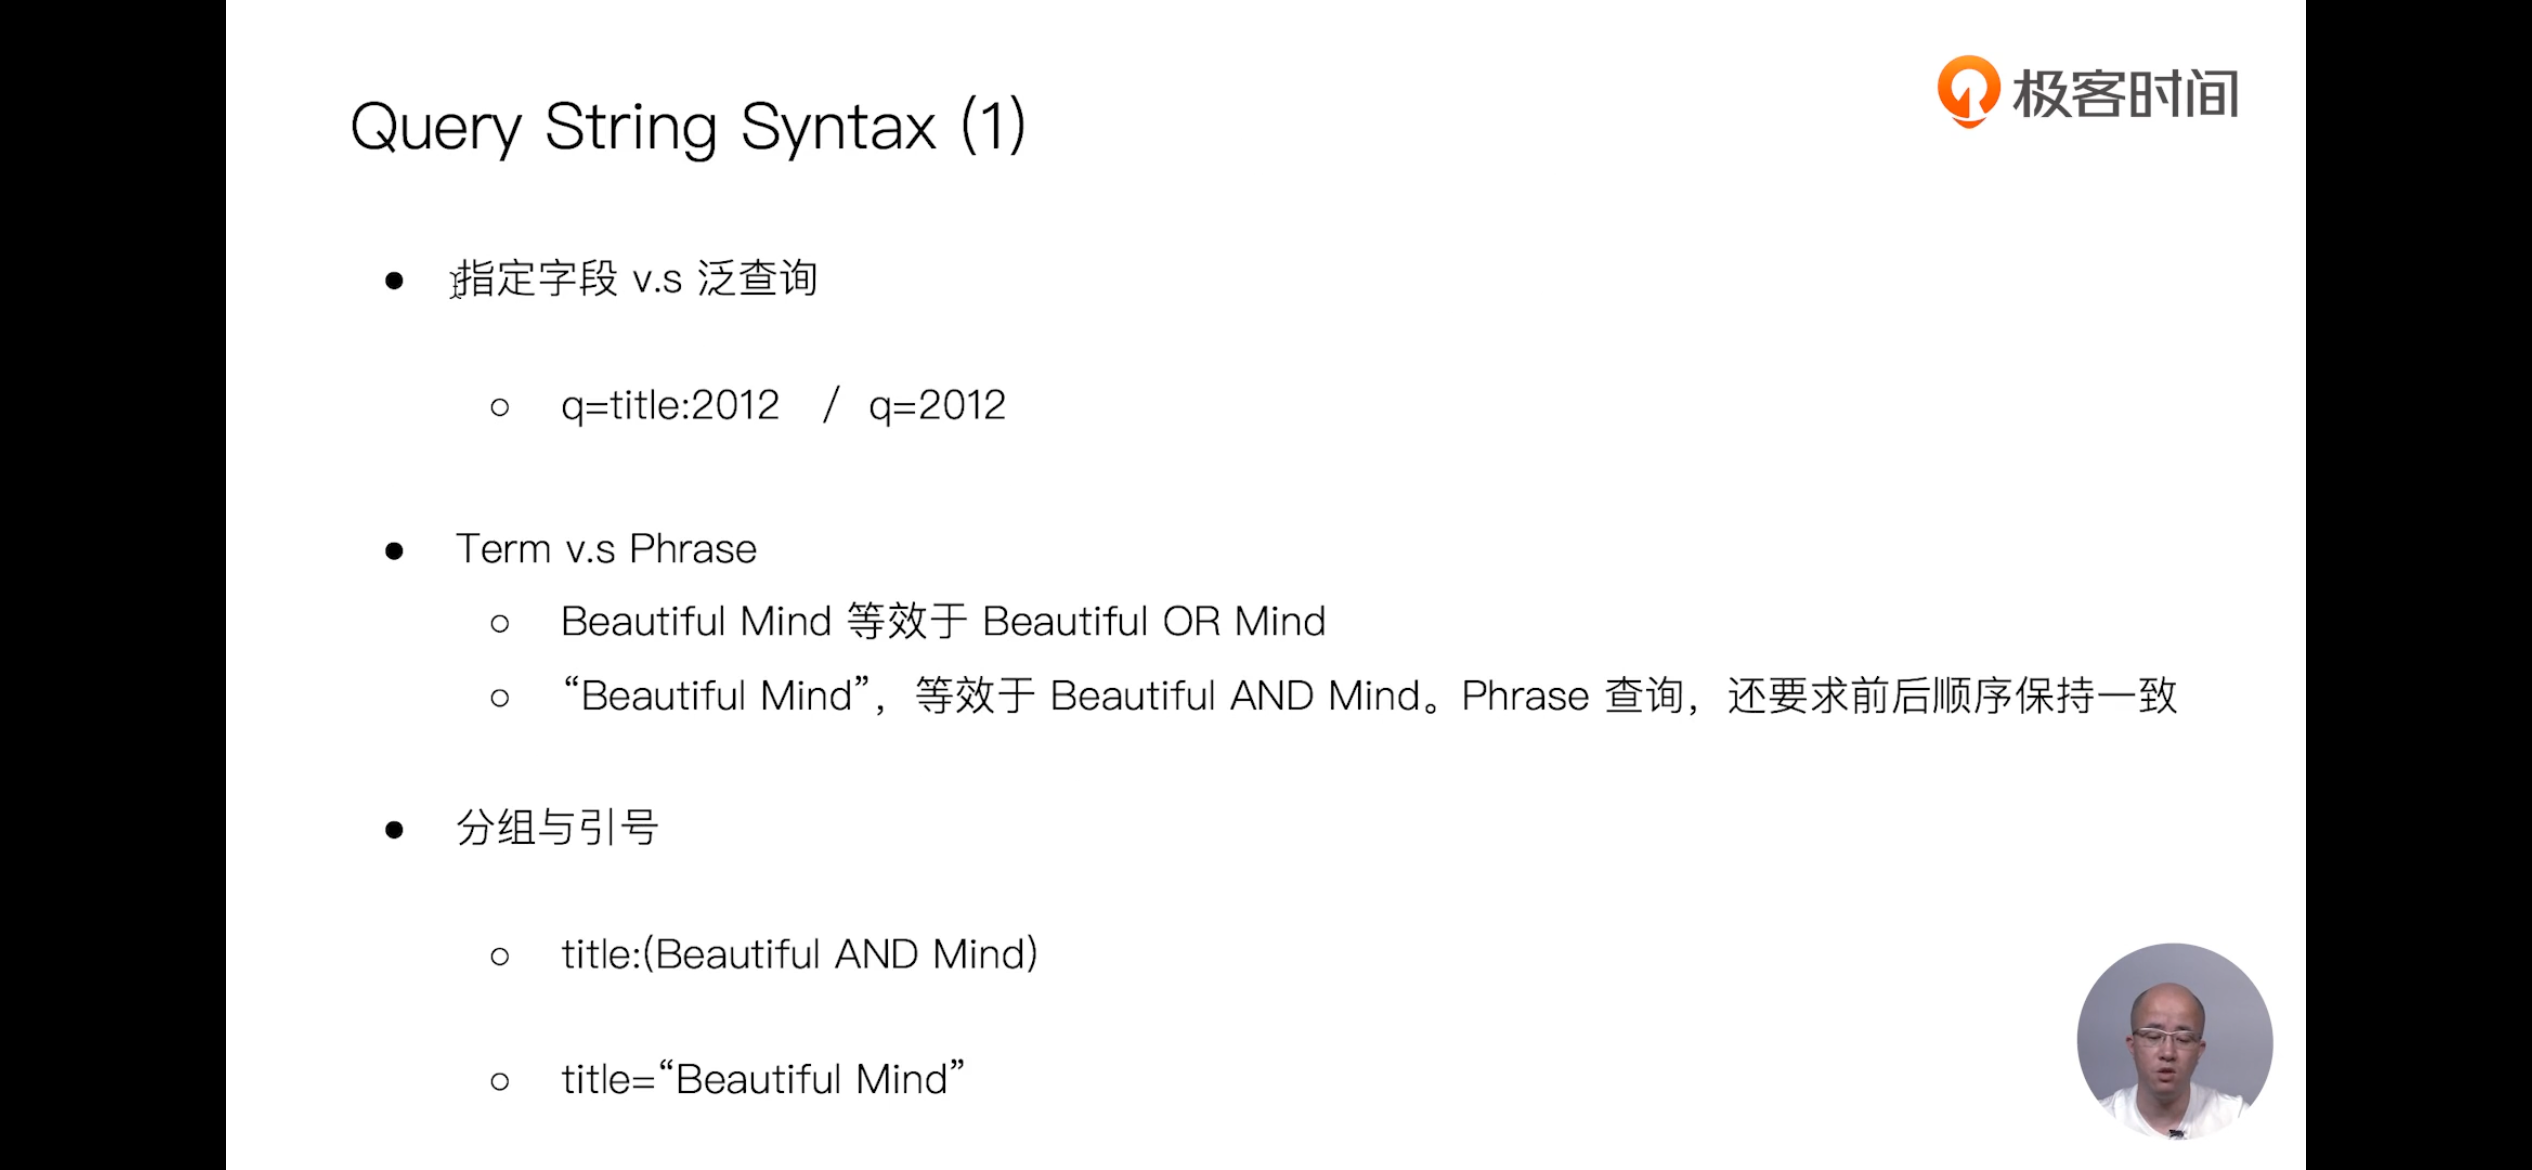 极客时间
Query String Syntax (1)
指定字段 v.s 泛查询
q=title:2012 / q=2012
Term v.s Phrase
Beautiful Mind 等效于 Beautiful OR Mind
“Beautiful Mind”，等效于 Beautiful AND Mind。Phrase 查询，还要求前后顺序保持一致
分组与引号
title:(Beautiful AND Mind)
title=“Beautiful Mind”